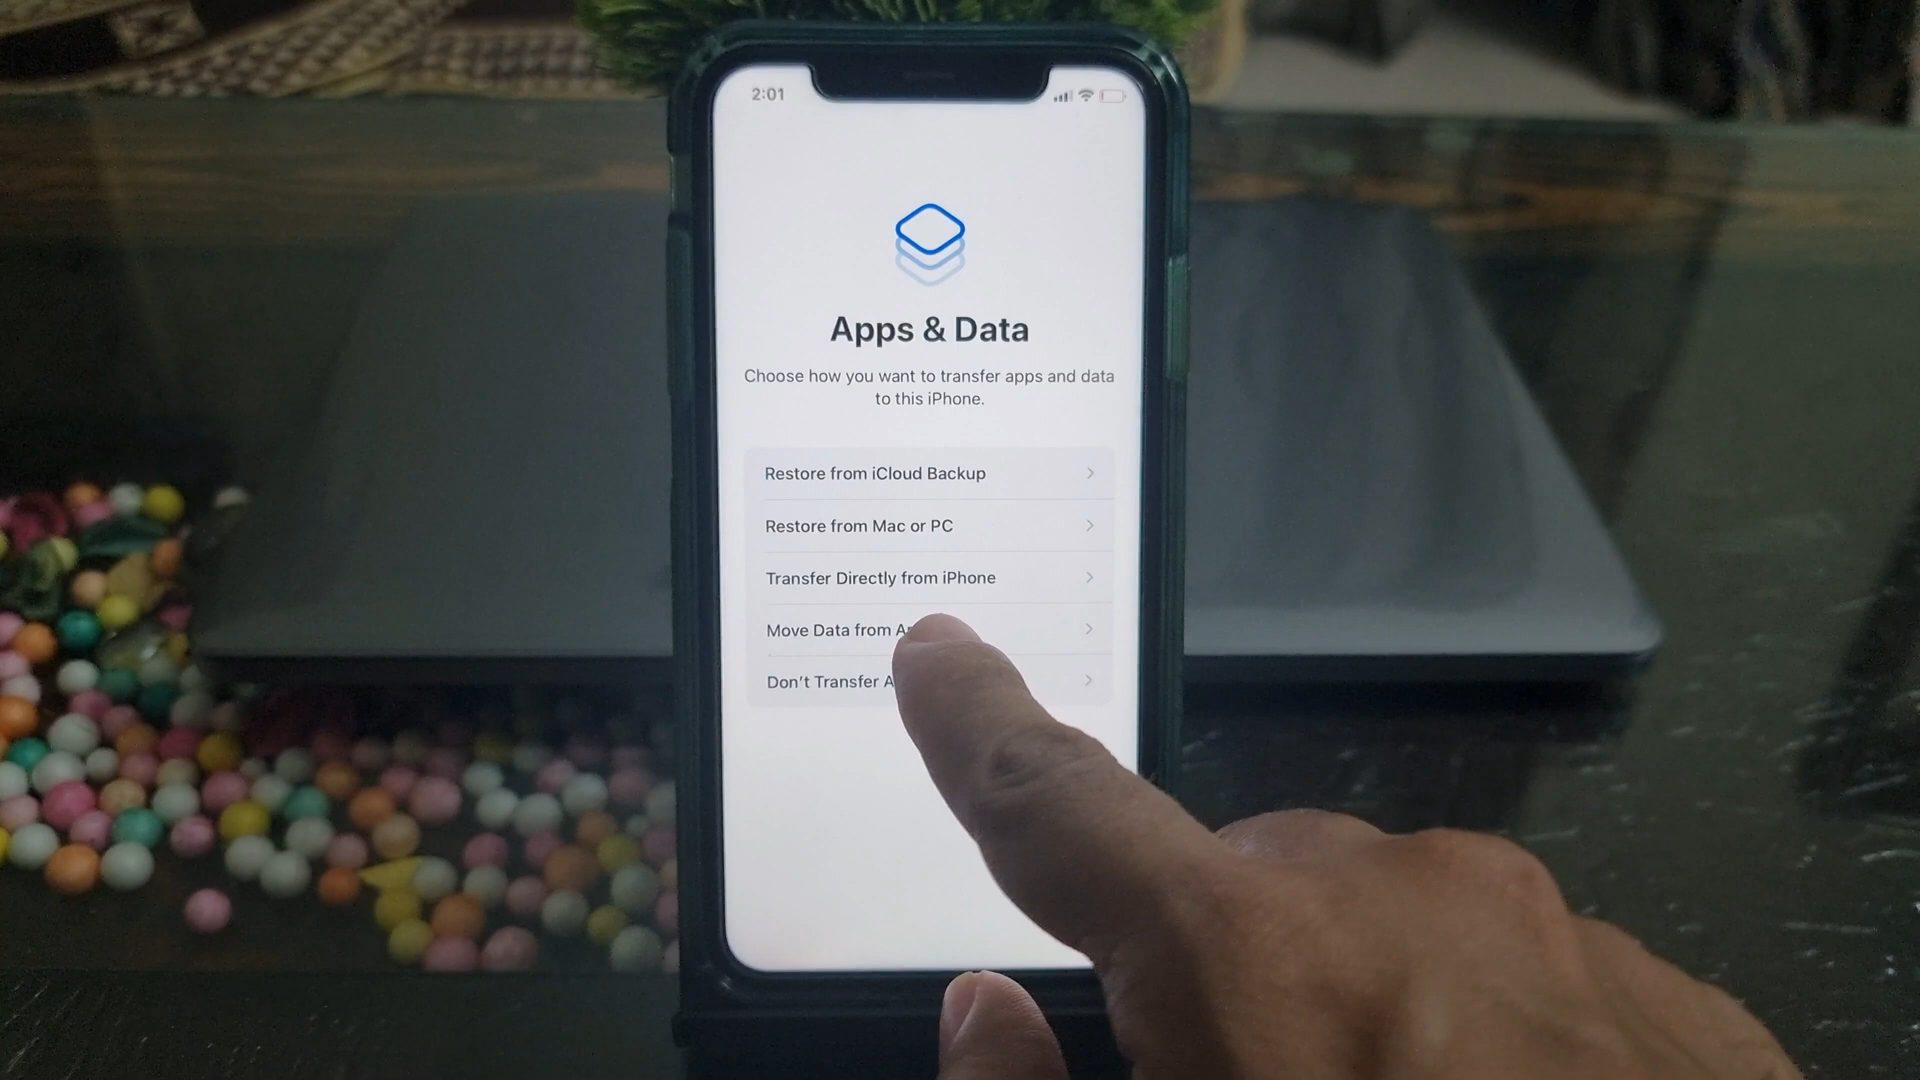 2:01
Apps & Data
Choose how you want to transfer apps and data
to this iPhone.
Restore from iCloud Backup
Restore from Mac or PC
Transfer Directly from iPhone
Move Data from
Don’t Transfer